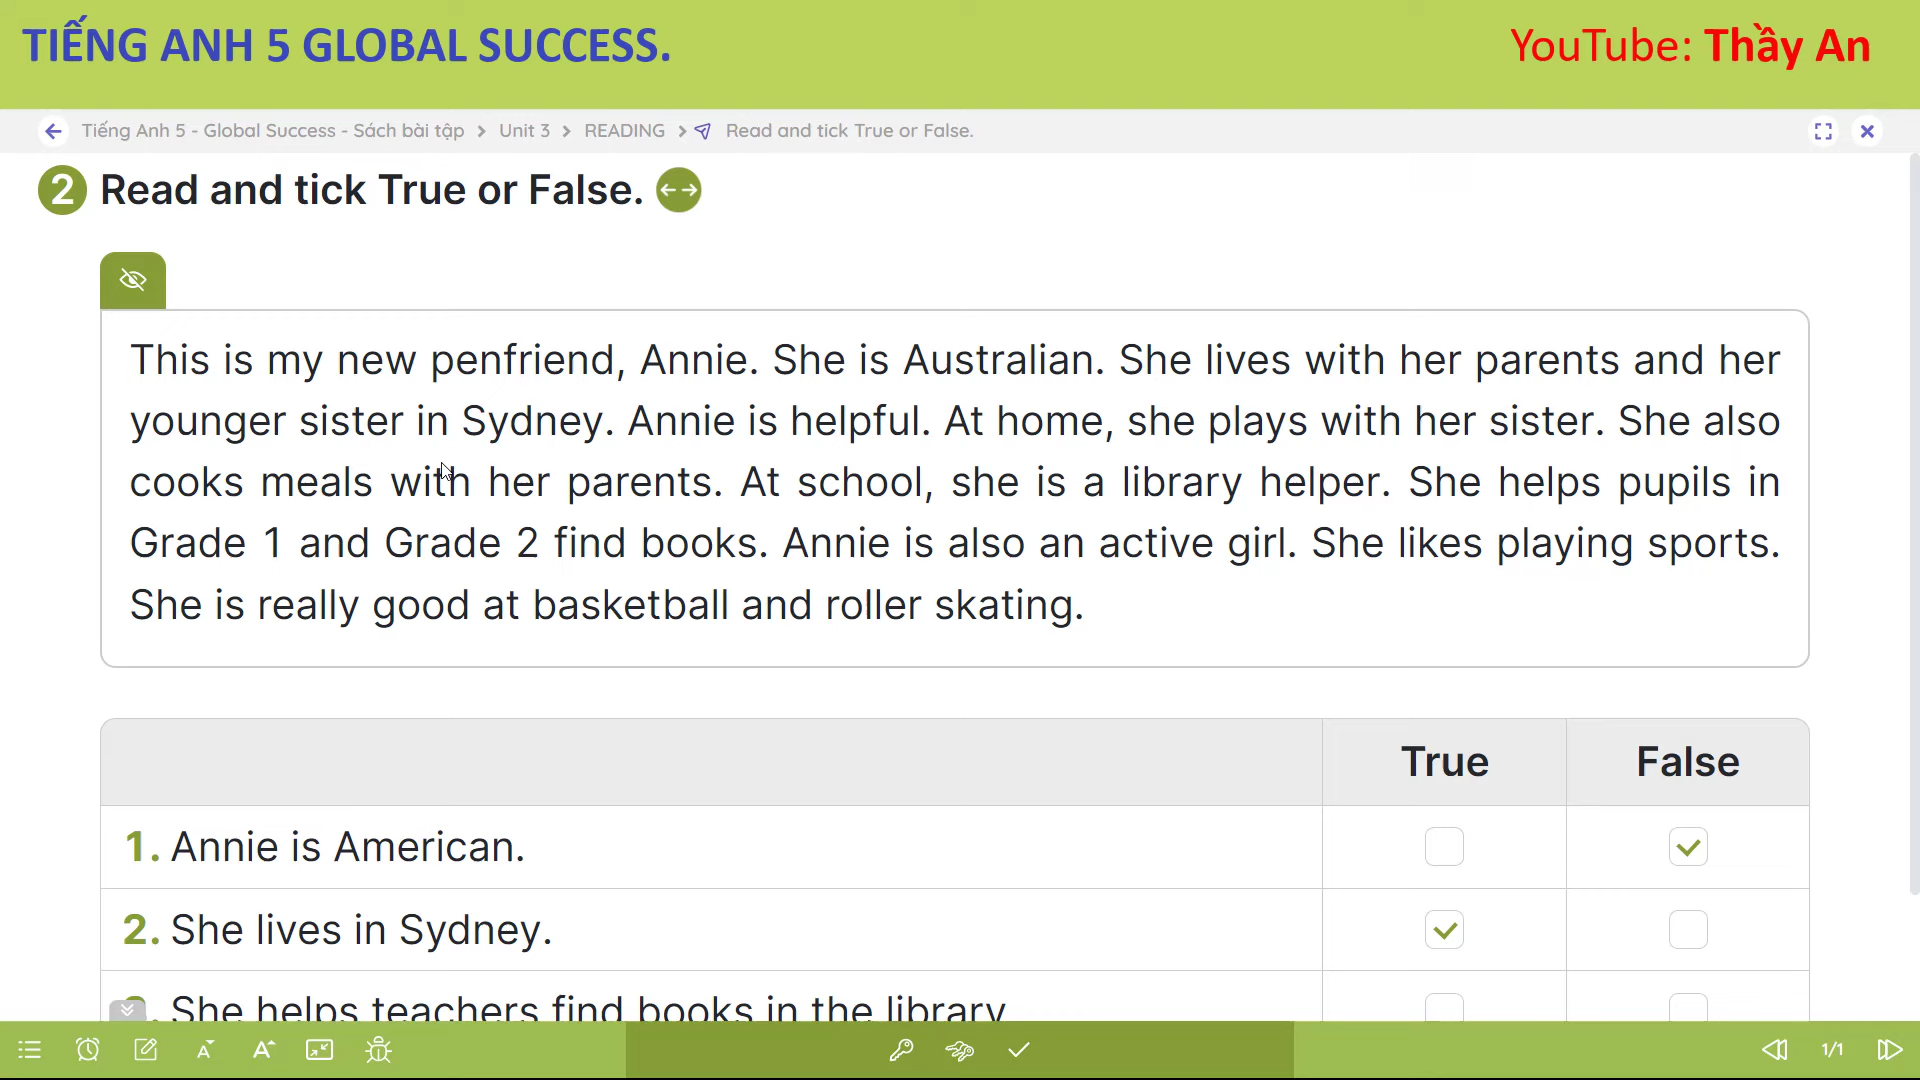 TIẾNG ANH 5 GLOBAL SUCCESS.
YouTube: Thầy An
Tiếng Anh 5 - Global Success - Sách bài tập > Unit 3 > READING > Read and tick True or False.
2 Read and tick True or False.
This is my new penfriend, Annie. She is Australian. She lives with her parents and her
younger sister in Sydney. Annie is helpful. At home, she plays with her sister. She also
cooks meals with her parents. At school, she is a library helper. She helps pupils in
Grade 1 and Grade 2 find books. Annie is also an active girl. She likes playing sports.
She is really good at basketball and roller skating.
True False
1. Annie is American.
2. She lives in Sydney.
She helps teachers find books in the library
A A 1/1